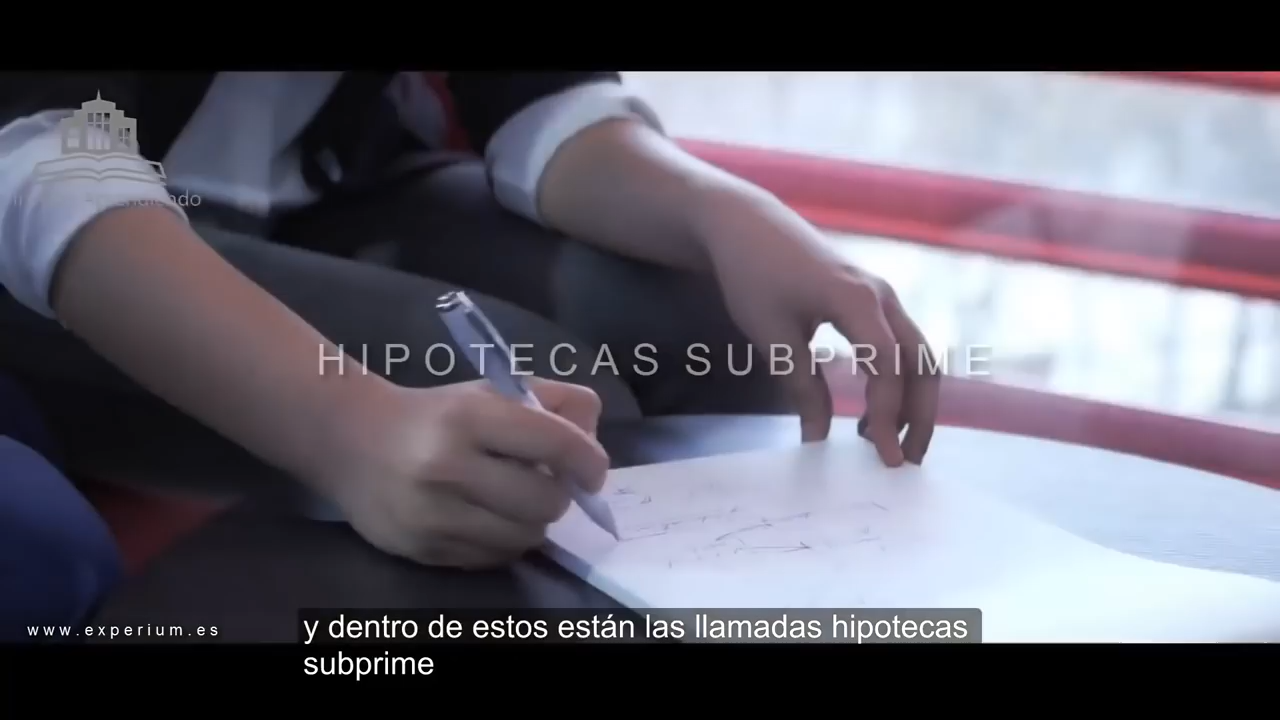 HIPOTECAS SUBPRIME
www.experium.es
y dentro de estos están las llamadas hipotecas
subprime